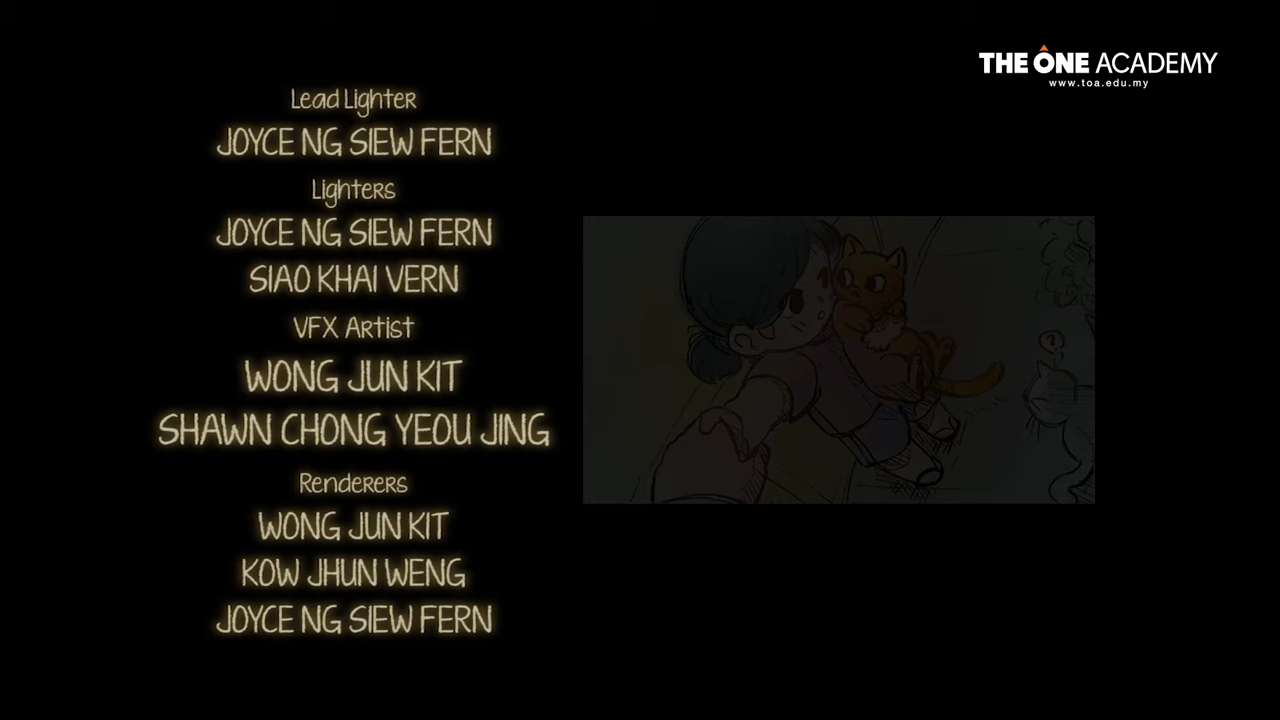 THE ONE ACADEMY
www.toa.edu.my
Lead Lighter
JOYCE NG SIEW FERN
Lighters
JOYCE NG SIEW FERN
SIAO KHAI VERN
VFX Artist
WONG JUN KIT
SHAWN CHONG YEOU JING
Renderers
WONG JUN KIT
KOW JHUN WENG
JOYCE NG SIEW FERN
?